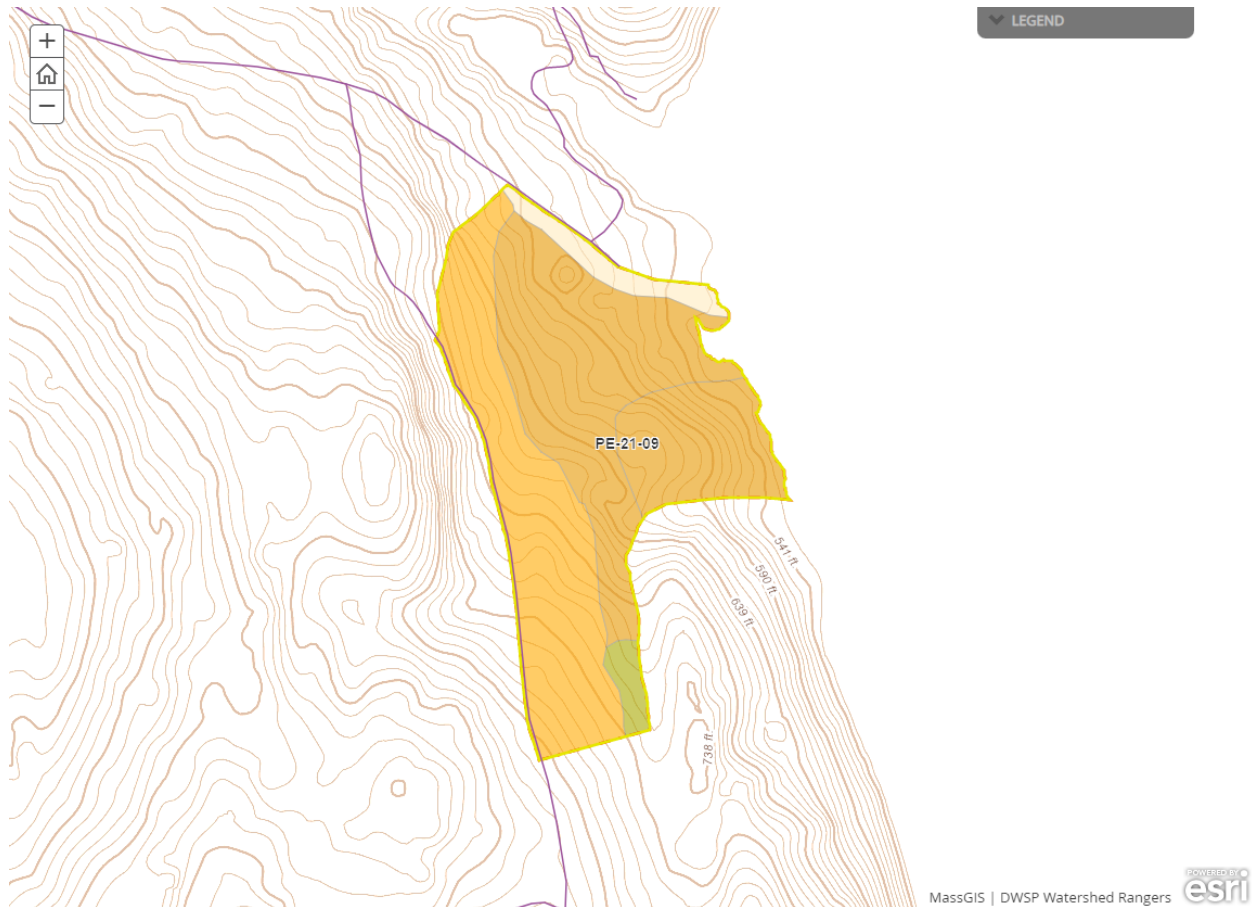 LEGEND
PE-21-09
541 ft
590 ft
639 ft
738 ft
MassGIS | DWSP Watershed Rangers
POWERED BY
esri